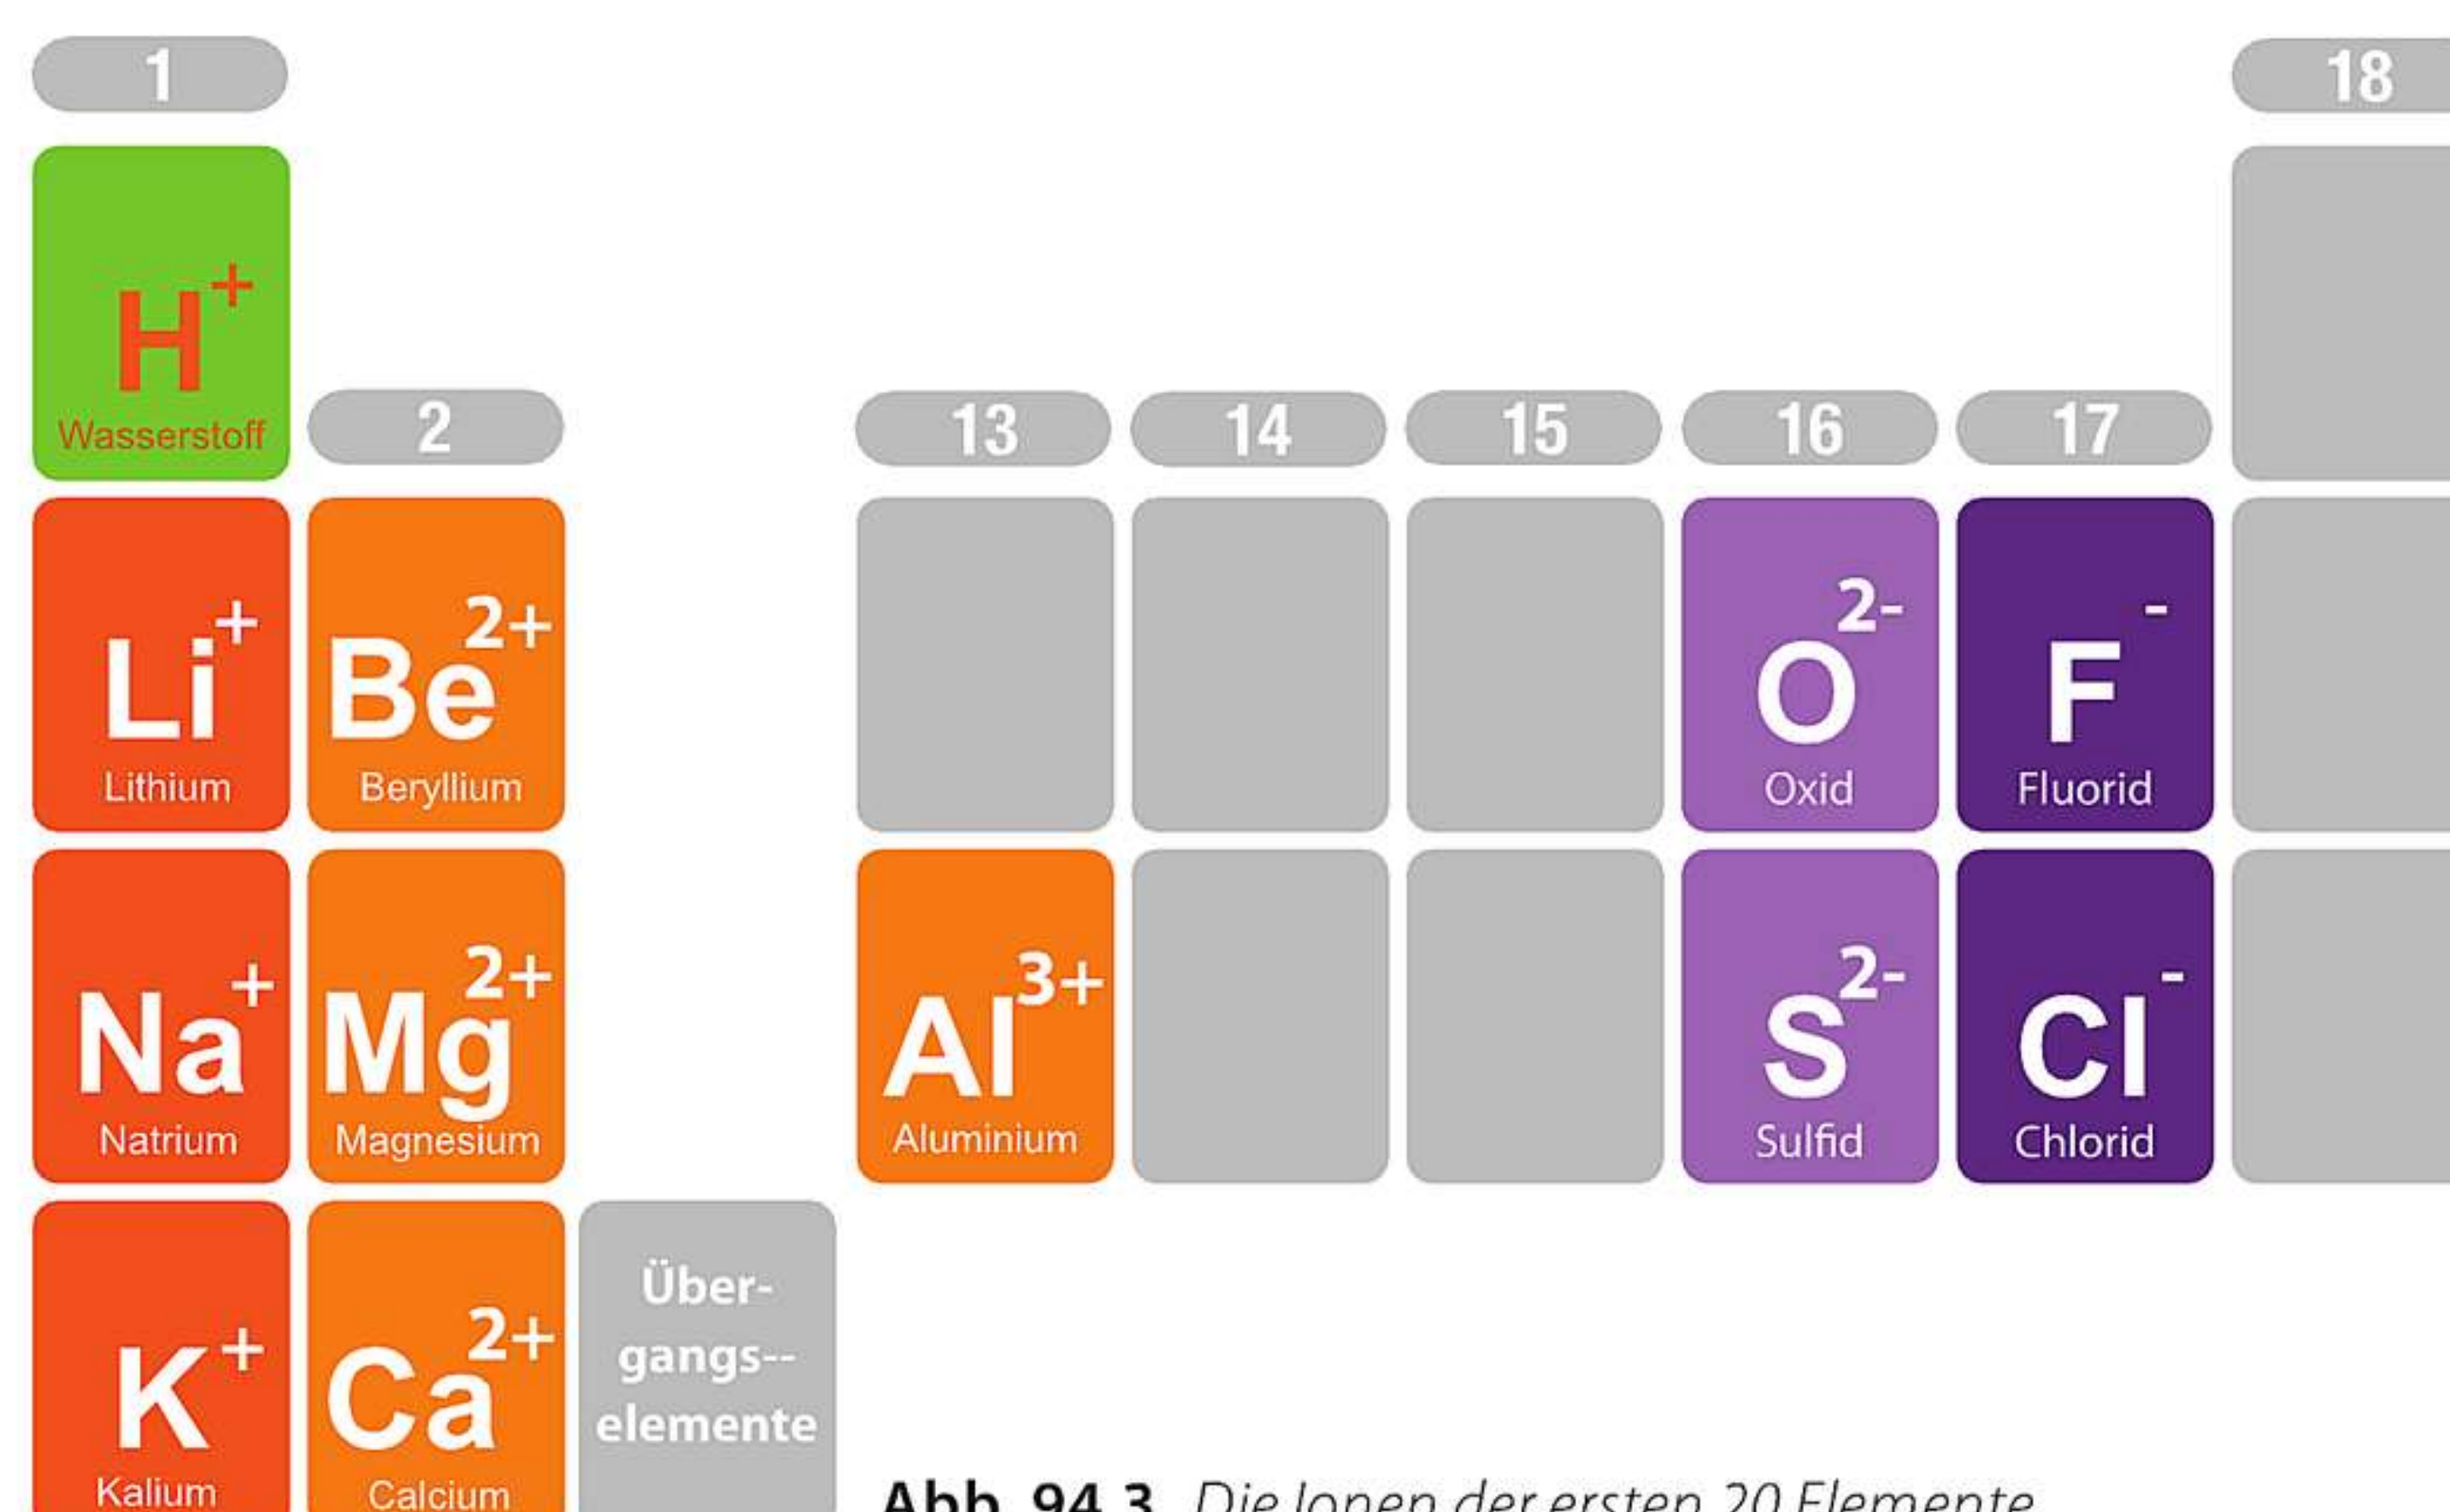 1
18
H+
Wasserstoff
2
13
14
15
16
17
Li+
Lithium
Be2+
Beryllium
O2-
Oxid
F-
Fluorid
Na+
Natrium
Mg2+
Magnesium
Al3+
Aluminium
S2-
Sulfid
Cl-
Chlorid
K+
Kalium
Ca2+
Calcium
Über-
gangs--
elemente
Abb. 94.3 Die Ionen der ersten 20 Elemente